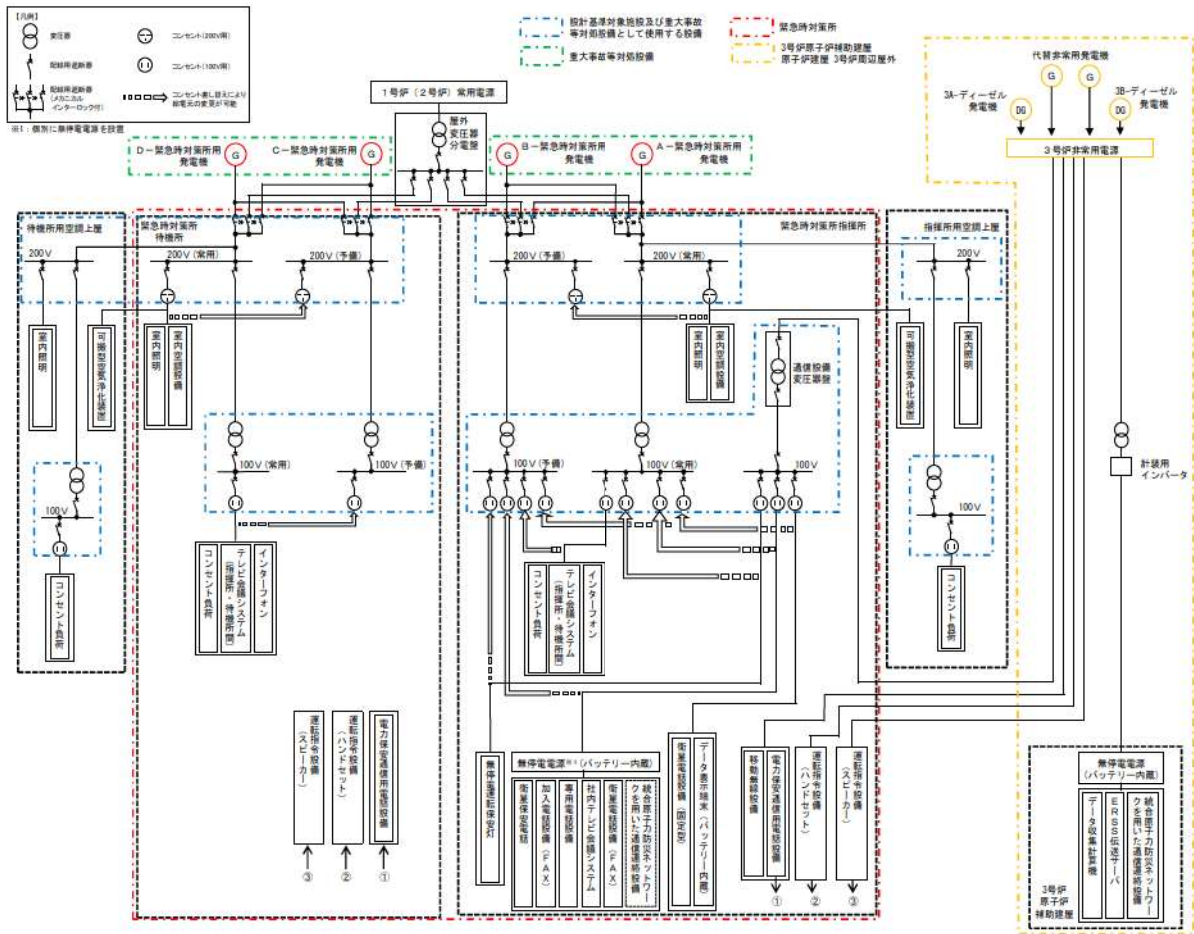 【凡例】
変圧器
配線用遮断器
配線用遮断器
(メカニカル
インターロック付)
コンセント(200V用)
コンセント(100V用)
コンセント差し替えにより
給電元の変更が可能
※1：個別に無停電電源を設置
設計基準対象施設及び重大事故
等対処設備として使用する設備
重大事故等対処設備
緊急時対策所
3号炉原子炉補助建屋
原子炉建屋 3号炉周辺屋外
1号炉(2号炉)常用電源
屋外
変圧器
分電盤
D－緊急時対策所用
発電機
G
C－緊急時対策所用
発電機
G
B－緊急時対策所用
発電機
G
A－緊急時対策所用
発電機
G
代替非常用発電機
G
G
3A-ディーゼル
発電機
DG
3B-ディーゼル
発電機
DG
3号炉非常用電源
待機所用空調上屋
200V
緊急時対策所
待機所
200V(常用)
200V(予備)
緊急時対策所指揮所
200V(予備)
200V(常用)
指揮所用空調上屋
200V
室内照明
可搬型空気浄化装置
室内照明
室内空調設備
室内照明
室内空調設備
通信設備
変圧器盤
可搬型空気浄化装置
室内照明
100V
100V(常用)
100V(予備)
100V(予備)
100V(常用)
100V
100V
計装用
インバータ
コンセント負荷
コンセント負荷
テレビ会議システム
(指揮所・待機所間)
インターフォン
コンセント負荷
テレビ会議システム
(指揮所・待機所間)
インターフォン
コンセント負荷
運転指令設備
(スピーカー)
③
運転指令設備
(ハンドセット)
②
電力保安通信用電話設備
①
無停電運転保安灯
無停電電源※1(バッテリー内蔵)
衛星保安電話
加入電話設備(FAX)
専用電話設備
社内テレビ会議システム
衛星電話設備(FAX)
統合原子力防災ネットワー
クを用いた通信連絡設備
衛星電話設備(固定型)
データ表示端末(バッテリー内蔵)
移動無線設備
電力保安通信用電話設備
①
運転指令設備
(ハンドセット)
②
運転指令設備
(スピーカー)
③
無停電電源
(バッテリー内蔵)
データ収集計算機
ERSS伝送サーバ
統合原子力防災ネットワー
クを用いた通信連絡設備
3号炉
原子炉
補助建屋